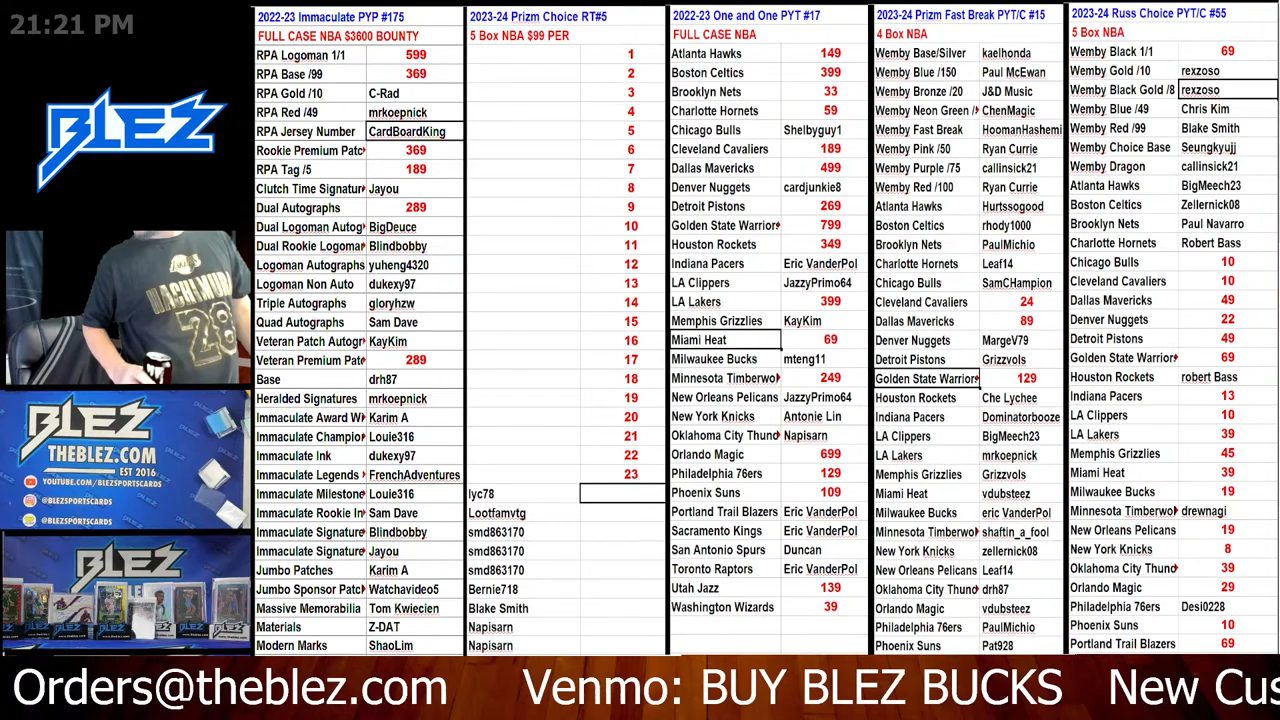 21:21 PM
BLEZ
HACHIMURA
28
BLEZ
THEBLEZ.COM
EST 2016
YOUTUBE.COM/BLEZSPORTSCARDS
@BLEZSPORTSCARDS
@BLEZSPORTSCARDS
BLEZ
2022-23 Immaculate PYP #175
FULL CASE NBA $3600 BOUNTY
RPA Logoman 1/1 599
RPA Base /99 369
RPA Gold /10 C-Rad
RPA Red /49 mrkoepnick
RPA Jersey Number CardBoardKing
Rookie Premium Patc 369
RPA Tag /5 189
Clutch Time Signatur Jayou
Dual Autographs 289
Dual Logoman Autog BigDeuce
Dual Rookie Logoma Blindbobby
Logoman Autographs yuheng4320
Logoman Non Auto dukexy97
Triple Autographs gloryhzw
Quad Autographs Sam Dave
Veteran Patch Autogr KayKim
Veteran Premium Pat 289
Base drh87
Heralded Signatures mrkoepnick
Immaculate Award W Karim A
Immaculate Champio Louie316
Immaculate Ink dukexy97
Immaculate Legends FrenchAdventures
Immaculate Milestone Louie316
Immaculate Rookie In Sam Dave
Immaculate Signature Blindbobby
Immaculate Signature Jayou
Jumbo Patches Karim A
Jumbo Sponsor Patc Watchavideo5
Massive Memorabilia Tom Kwiecien
Materials Z-DAT
Modern Marks ShaoLim
2023-24 Prizm Choice RT#5
5 Box NBA $99 PER
1
2
3
4
5
6
7
8
9
10
11
12
13
14
15
16
17
18
19
20
21
22
23
lyc78
Lootfamvtg
smd863170
smd863170
smd863170
Bernie718
Blake Smith
Napisarn
Napisarn
2022-23 One and One PYT #17
FULL CASE NBA
Atlanta Hawks 149
Boston Celtics 399
Brooklyn Nets 33
Charlotte Hornets 59
Chicago Bulls Shelbyguy1
Cleveland Cavaliers 189
Dallas Mavericks 499
Denver Nuggets cardjunkie8
Detroit Pistons 269
Golden State Warriors 799
Houston Rockets 349
Indiana Pacers Eric VanderPol
LA Clippers JazzyPrimo64
LA Lakers 399
Memphis Grizzlies KayKim
Miami Heat 69
Milwaukee Bucks mteng11
Minnesota Timberwo 249
New Orleans Pelicans JazzyPrimo64
New York Knicks Antonie Lin
Oklahoma City Thund Napisarn
Orlando Magic 699
Philadelphia 76ers 129
Phoenix Suns 109
Portland Trail Blazers Eric VanderPol
Sacramento Kings Eric VanderPol
San Antonio Spurs Duncan
Toronto Raptors Eric VanderPol
Utah Jazz 139
Washington Wizards 39
2023-24 Prizm Fast Break PYT/C #15
4 Box NBA
Wemby Base/Silver kaelhonda
Wemby Blue /150 Paul McEwan
Wemby Bronze /20 J&D Music
Wemby Neon Green / ChenMagic
Wemby Fast Break HoomanHashemi
Wemby Pink /50 Ryan Currie
Wemby Purple /75 callinsick21
Wemby Red /100 Ryan Currie
Atlanta Hawks Hurtssogood
Boston Celtics rhody1000
Brooklyn Nets PaulMichio
Charlotte Hornets Leaf14
Chicago Bulls SamCHampion
Cleveland Cavaliers 24
Dallas Mavericks 89
Denver Nuggets MargeV79
Detroit Pistons Grizzvols
Golden State Warriors 129
Houston Rockets Che Lychee
Indiana Pacers Dominatorbooze
LA Clippers BigMeech23
LA Lakers mrkoepnick
Memphis Grizzlies Grizzvols
Miami Heat vdubsteez
Milwaukee Bucks eric VanderPol
Minnesota Timberwo shaftin_a_fool
New York Knicks zellernick08
New Orleans Pelicans Leaf14
Oklahoma City Thund drh87
Orlando Magic vdubsteez
Philadelphia 76ers PaulMichio
Phoenix Suns Pat928
2023-24 Russ Choice PYT/C #55
5 Box NBA
Wemby Black 1/1 69
Wemby Gold /10 rexzoso
Wemby Black Gold /8 rexzoso
Wemby Blue /49 Chris Kim
Wemby Red /99 Blake Smith
Wemby Choice Base Seungkyujj
Wemby Dragon callinsick21
Atlanta Hawks BigMeech23
Boston Celtics Zellernick08
Brooklyn Nets Paul Navarro
Charlotte Hornets Robert Bass
Chicago Bulls 10
Cleveland Cavaliers 10
Dallas Mavericks 49
Denver Nuggets 22
Detroit Pistons 49
Golden State Warrior 69
Houston Rockets robert Bass
Indiana Pacers 13
LA Clippers 10
LA Lakers 39
Memphis Grizzlies 45
Miami Heat 39
Milwaukee Bucks 19
Minnesota Timberwo drewnagi
New Orleans Pelicans 19
New York Knicks 8
Oklahoma City Thund 39
Orlando Magic 29
Philadelphia 76ers Desi0228
Phoenix Suns 10
Portland Trail Blazers 69
Orders@theblez.com Venmo: BUY BLEZ BUCKS New Cus